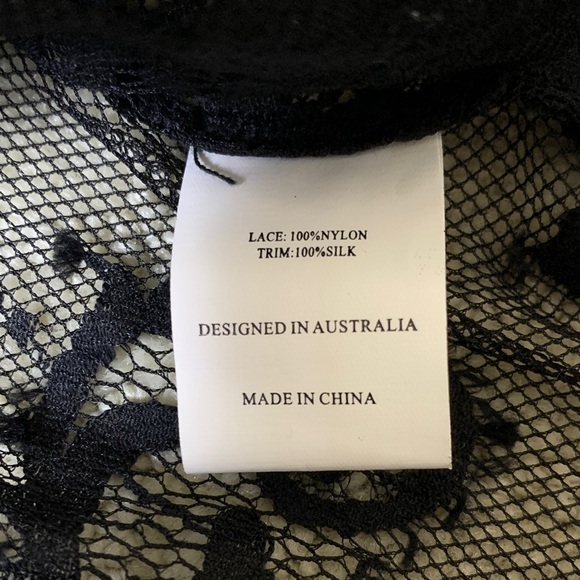 LACE: 100%NYLON
TRIM:100%SILK
DESIGNED IN AUSTRALIA
MADE IN CHINA